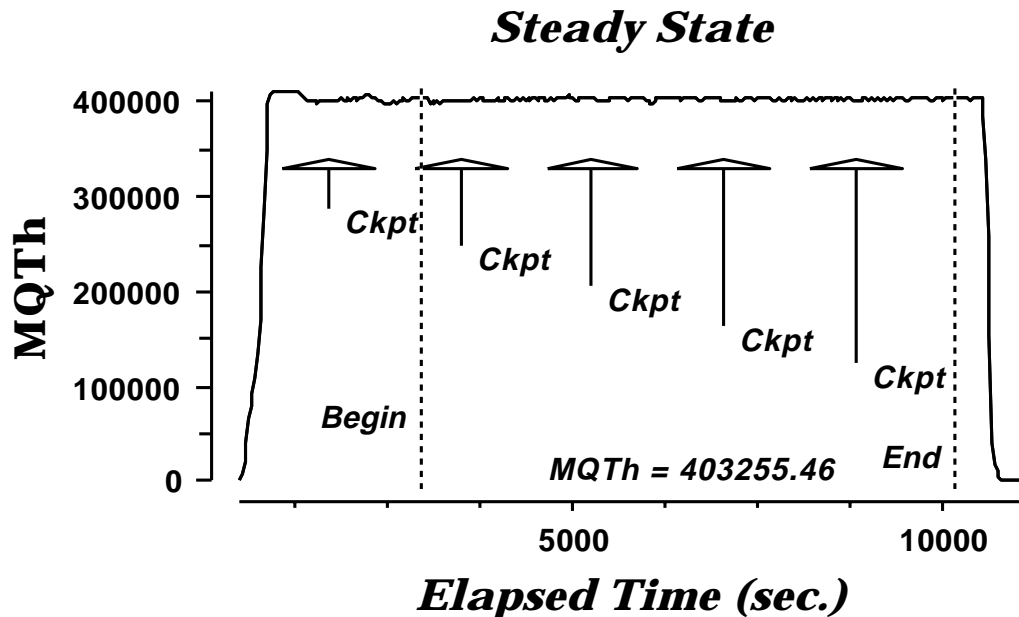 Steady State
MQTh
400000
300000
200000
100000
0
Ckpt
Ckpt
Ckpt
Ckpt
Ckpt
Begin
MQTh = 403255.46
End
5000
10000
Elapsed Time (sec.)